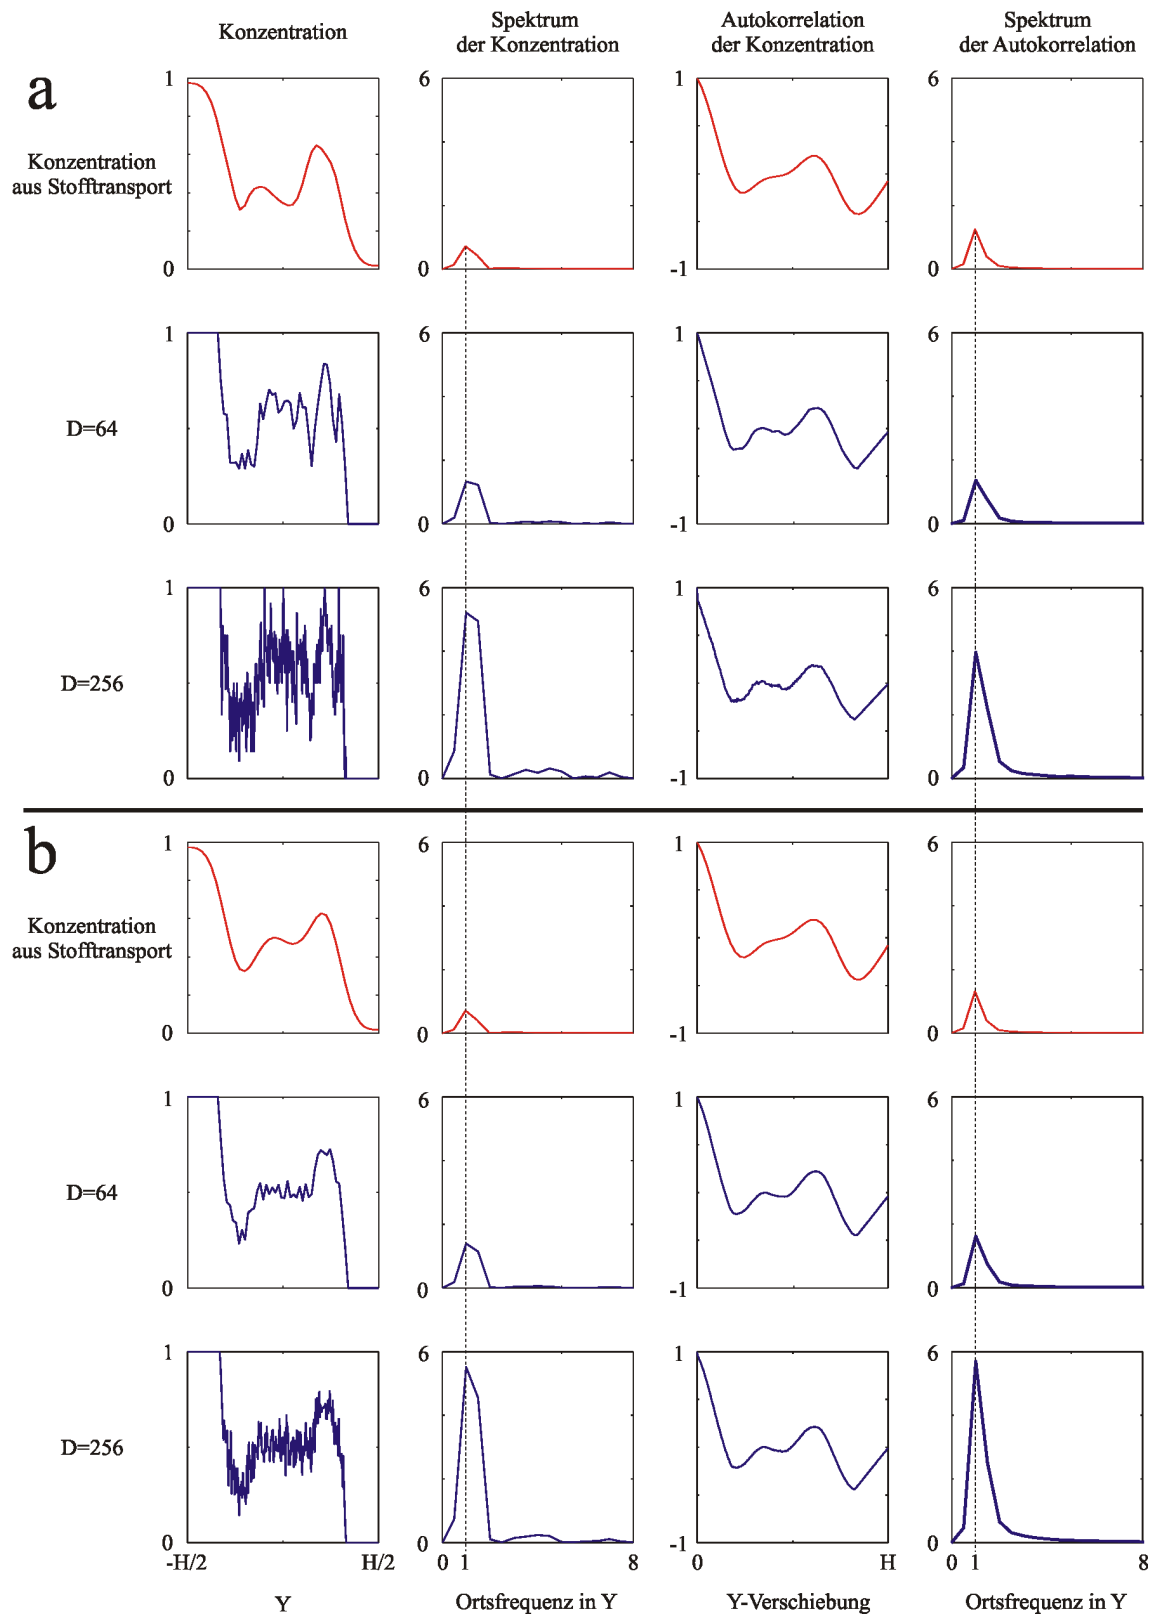 Konzentration
Spektrum
der Konzentration
Autokorrelation
der Konzentration
Spektrum
der Autokorrelation
a
Konzentration
aus Stofftransport
1
0
6
0
1
-1
6
0
D=64
1
0
6
0
1
-1
6
0
D=256
1
0
6
0
1
-1
6
0
b
Konzentration
aus Stofftransport
1
0
6
0
1
-1
6
0
D=64
1
0
6
0
1
-1
6
0
D=256
1
0
6
0
1
-1
6
0
-H/2 H/2
0 1 8
0 H
0 1 8
Y
Ortsfrequenz in Y
Y-Verschiebung
Ortsfrequenz in Y